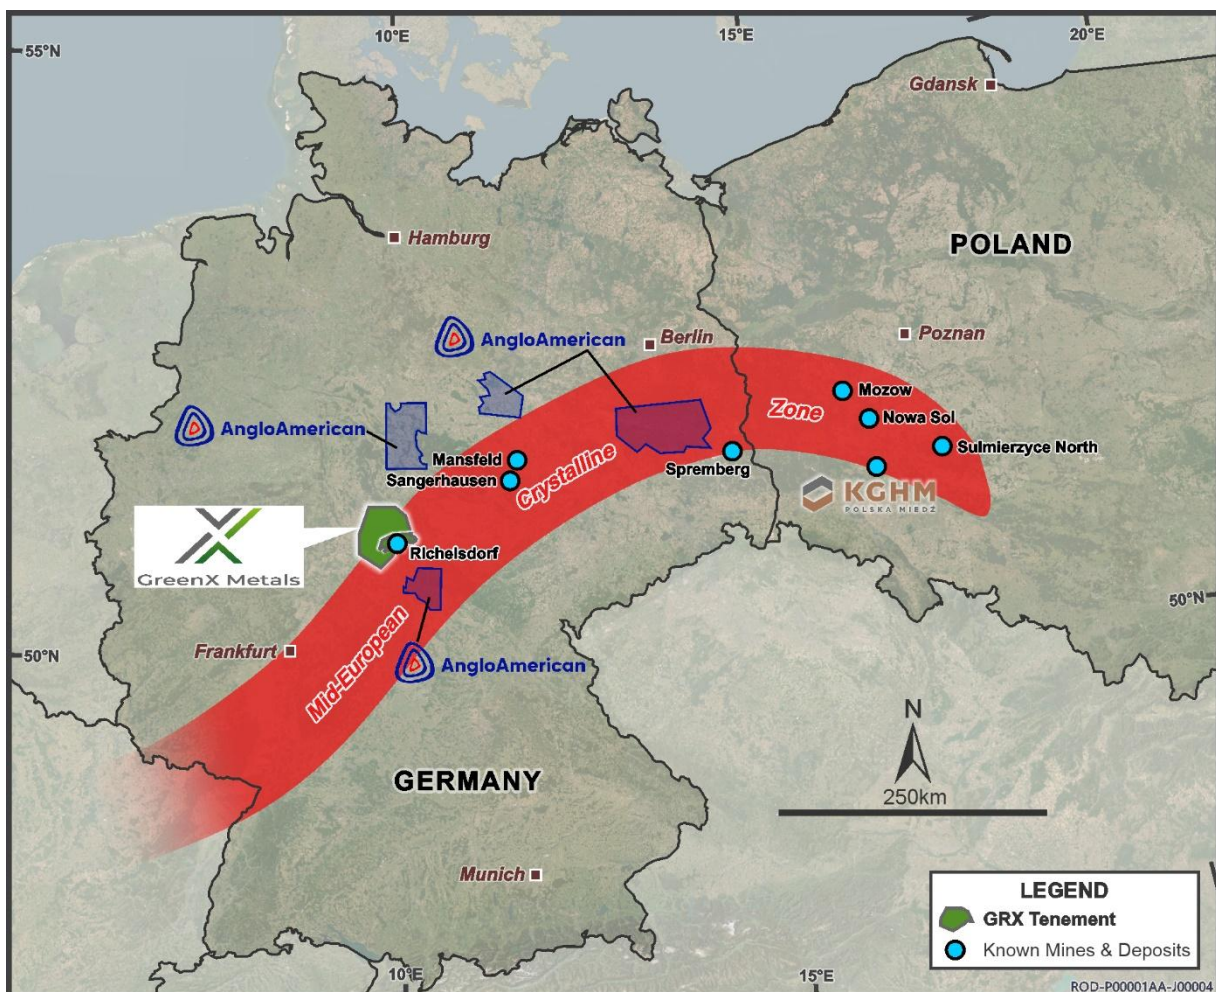 10°E
15°E
20°E
55°N
Gdansk
Hamburg
POLAND
AngloAmerican
Berlin
Poznan
Mozow
Zone
Nowa Sol
AngloAmerican
Sulmierzyce North
Mansfeld
Sangerhausen
Crystalline
Spremberg
KGHM
POLSKA MIEDŹ
GreenX Metals
Richelsdorf
50°N
Mid-European
Frankfurt
50°N
AngloAmerican
N
GERMANY
250km
Munich
LEGEND
GRX Tenement
Known Mines & Deposits
10°E
15°E
ROD-P00001AA-J00004